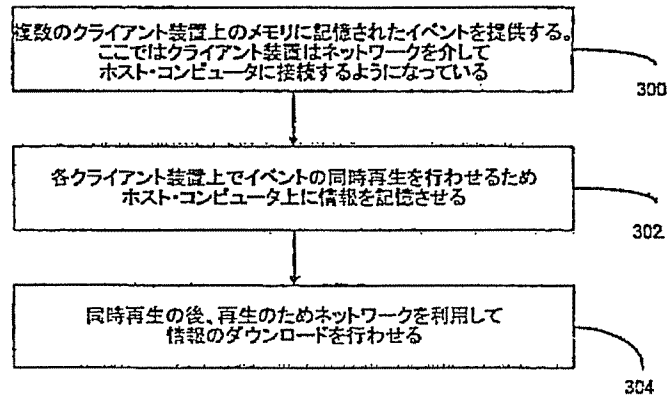 複数のクライアント装置上のメモリに記憶されたイベントを提供する。
ここではクライアント装置はネットワークを介して
ホスト・コンピュータに接続するようになっている
300
各クライアント装置上でイベントの同時再生を行わせるため
ホスト・コンピュータ上に情報を記憶させる
302
同時再生の後、再生のためネットワークを利用して
情報のダウンロードを行わせる
304